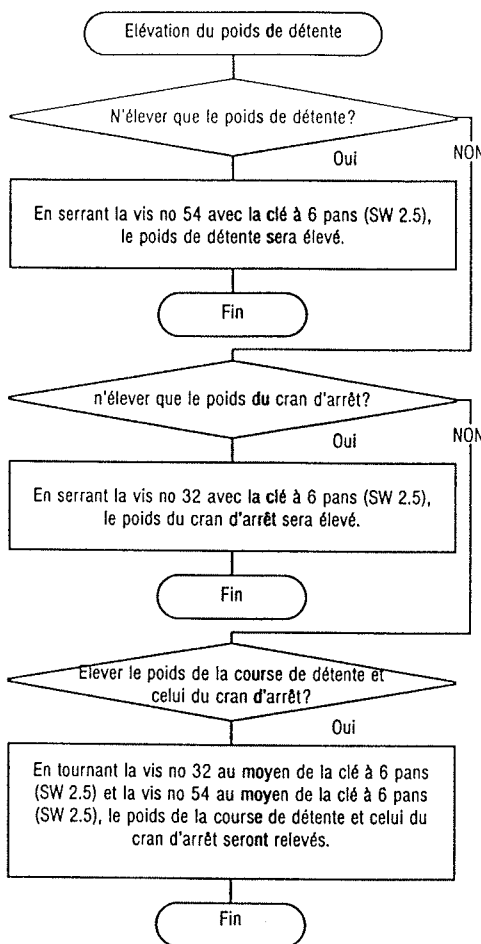 Elévation du poids de détente
N'élever que le poids de détente?
Oui
NON
En serrant la vis no 54 avec la clé à 6 pans (SW 2.5),
le poids de détente sera élevé.
Fin
n'élever que le poids du cran d'arrêt?
Oui
NON
En serrant la vis no 32 avec la clé à 6 pans (SW 2.5),
le poids du cran d'arrêt sera élevé.
Fin
Elever le poids de la course de détente et
celui du cran d'arrêt?
Oui
En tournant la vis no 32 au moyen de la clé à 6 pans
(SW 2.5) et la vis no 54 au moyen de la clé à 6 pans
(SW 2.5), le poids de la course de détente et celui du
cran d'arrêt seront relevés.
Fin